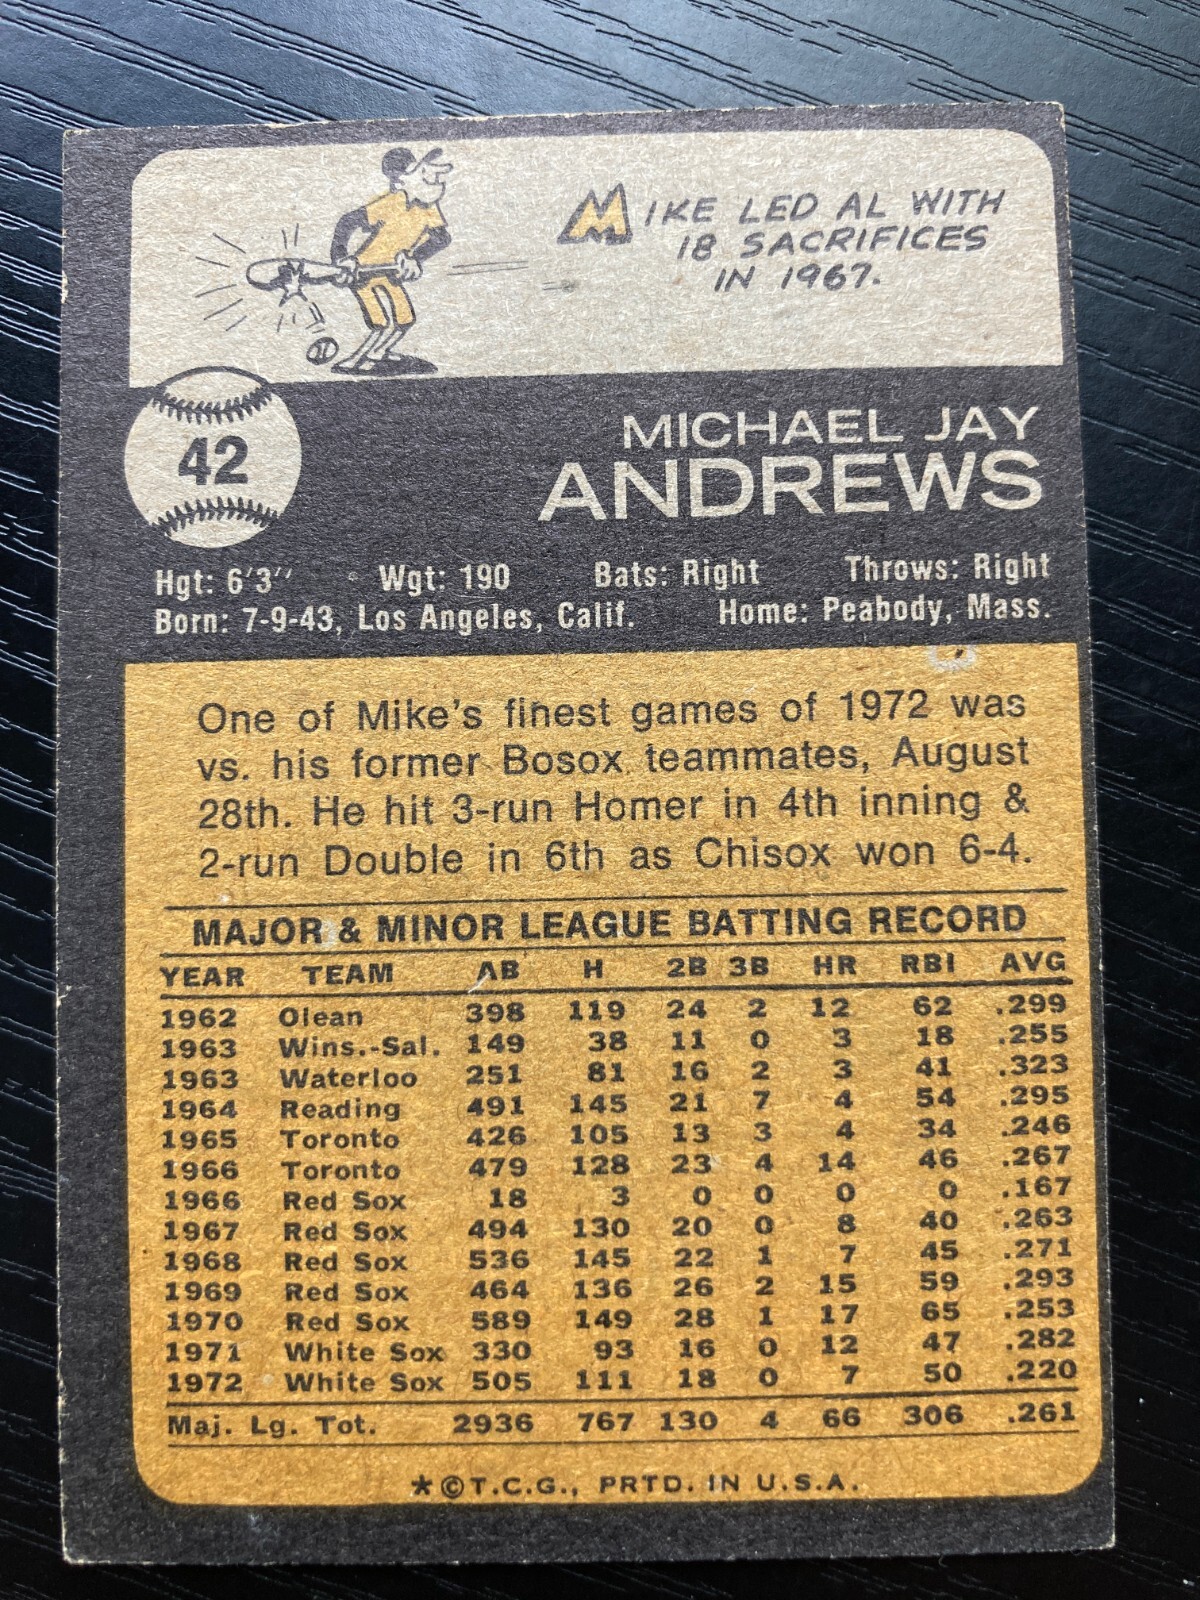 MIKE LED AL WITH
18 SACRIFICES
IN 1967.
42
MICHAEL JAY
ANDREWS
Hgt: 6'3" Wgt: 190 Bats: Right Throws: Right
Born: 7-9-43, Los Angeles, Calif. Home: Peabody, Mass.
One of Mike's finest games of 1972 was
vs. his former Bosox teammates, August
28th. He hit 3-run Homer in 4th inning &
2-run Double in 6th as Chisox won 6-4.
MAJOR & MINOR LEAGUE BATTING RECORD
YEAR TEAM AB H 2B 3B HR RBI AVG
1962 Olean 398 119 24 2 12 62 .299
1963 Wins.-Sal. 149 38 11 0 3 18 .255
1963 Waterloo 251 81 16 2 3 41 .323
1964 Reading 491 145 21 7 4 54 .295
1965 Toronto 426 105 13 3 4 34 .246
1966 Toronto 479 128 23 4 14 46 .267
1966 Red Sox 18 3 0 0 0 0 .167
1967 Red Sox 494 130 20 0 8 40 .263
1968 Red Sox 536 145 22 1 7 45 .271
1969 Red Sox 464 136 26 2 15 59 .293
1970 Red Sox 589 149 28 1 17 65 .253
1971 White Sox 330 93 16 0 12 47 .282
1972 White Sox 505 111 18 0 7 50 .220
Maj. Lg. Tot. 2936 767 130 4 66 306 .261
*©T.C.G., PRTD. IN U.S.A.